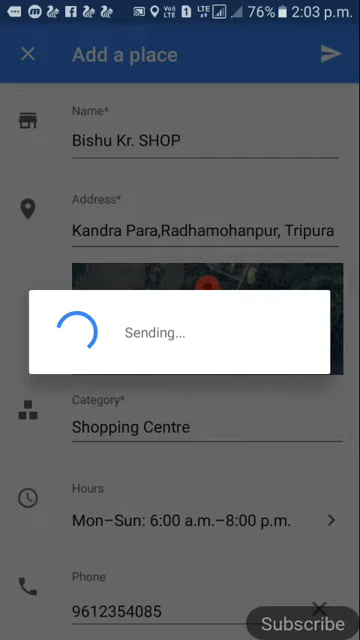 76% 2:03 p.m.
Add a place
Name*
Bishu Kr. SHOP
Address*
Kandra Para,Radhamohanpur, Tripura
Sending...
Category*
Shopping Centre
Hours
Mon–Sun: 6:00 a.m.–8:00 p.m.
Phone
9612354085
Subscribe